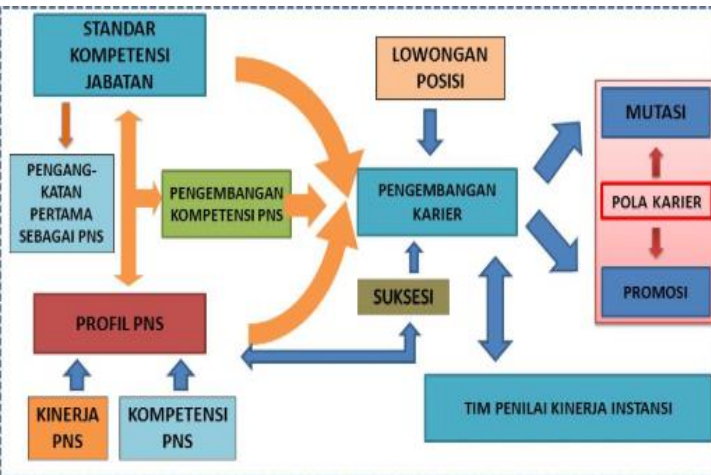 STANDAR
KOMPETENSI
JABATAN
LOWONGAN
POSISI
MUTASI
PENGANG-
KATAN
PERTAMA
SEBAGAI PNS
PENGEMBANGAN
KOMPETENSI PNS
PENGEMBANGAN
KARIER
POLA KARIER
SUKSESI
PROMOSI
PROFIL PNS
KINERJA
PNS
KOMPETENSI
PNS
TIM PENILAI KINERJA INSTANSI